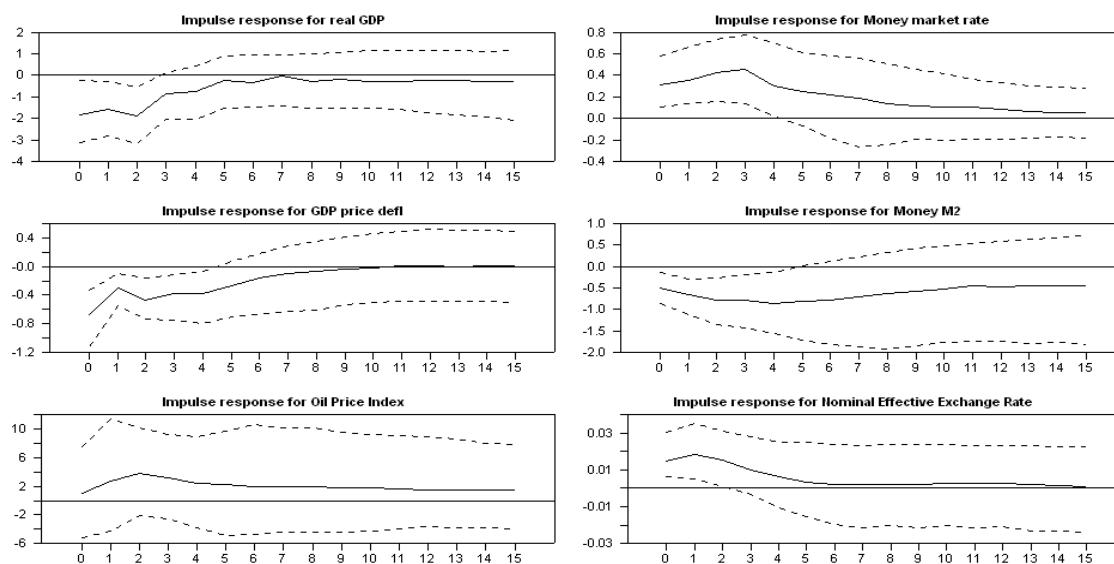 Impulse response for real GDP
2
1
0
-1
-2
-3
-4
0 1 2 3 4 5 6 7 8 9 10 11 12 13 14 15
Impulse response for Money market rate
0.8
0.6
0.4
0.2
0.0
-0.2
-0.4
0 1 2 3 4 5 6 7 8 9 10 11 12 13 14 15
Impulse response for GDP price defl
0.4
-0.0
-0.4
-0.8
-1.2
0 1 2 3 4 5 6 7 8 9 10 11 12 13 14 15
Impulse response for Money M2
1.0
0.5
0.0
-0.5
-1.0
-1.5
-2.0
0 1 2 3 4 5 6 7 8 9 10 11 12 13 14 15
Impulse response for Oil Price Index
10
6
2
-2
-6
0 1 2 3 4 5 6 7 8 9 10 11 12 13 14 15
Impulse response for Nominal Effective Exchange Rate
0.03
0.01
-0.01
-0.03
0 1 2 3 4 5 6 7 8 9 10 11 12 13 14 15